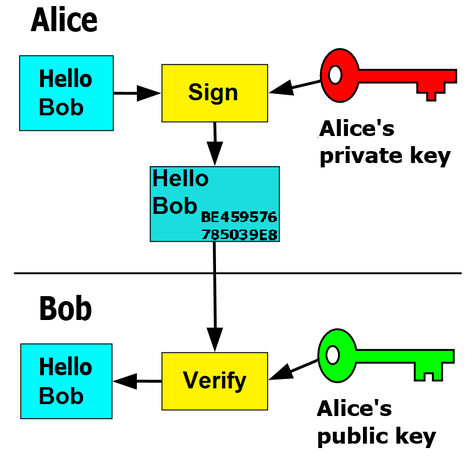 Alice
Hello
Bob
Sign
Alice's
private key
Hello
Bob
BE459576
785039E8
Bob
Hello
Bob
Verify
Alice's
public key